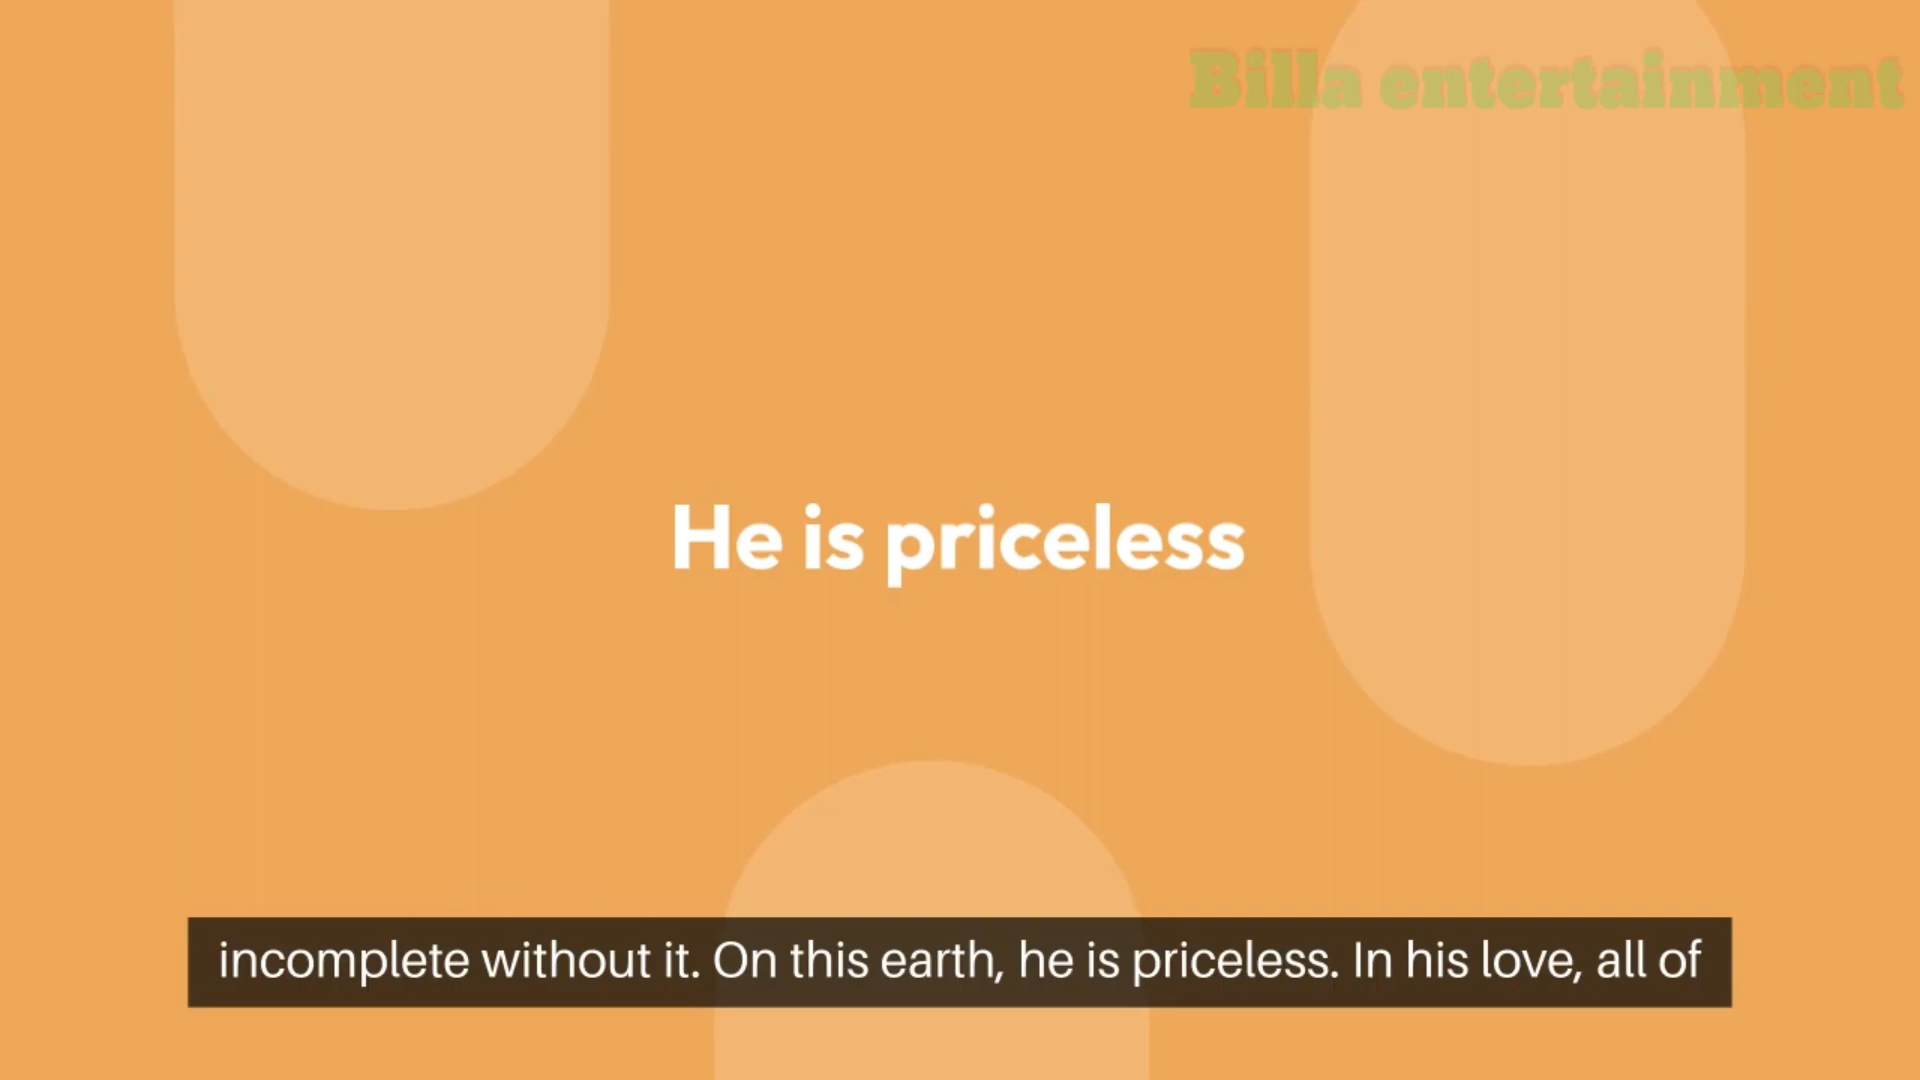 Billa entertainment
He is priceless
incomplete without it. On this earth, he is priceless. In his love, all of